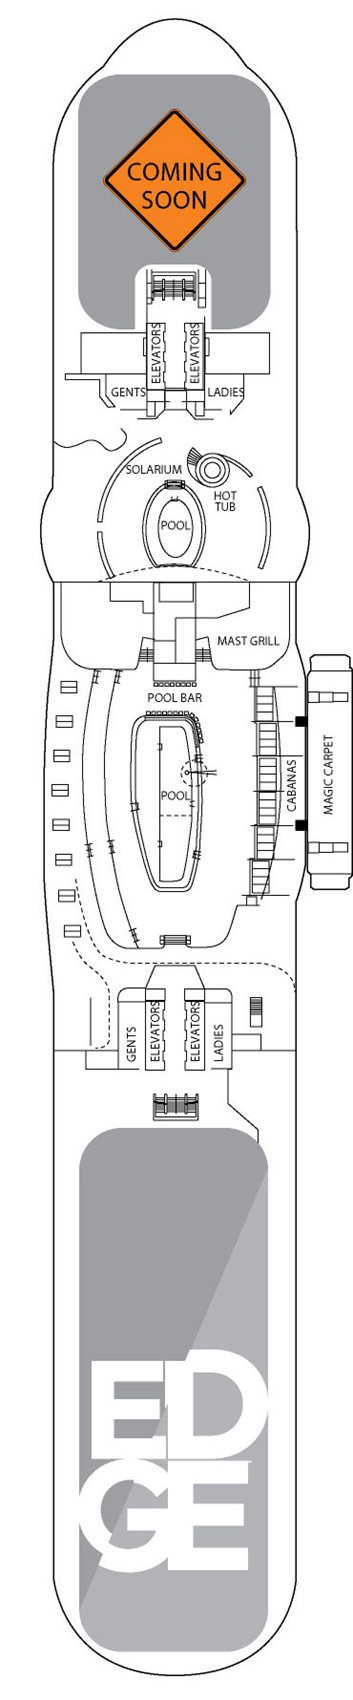 COMING
SOON
ELEVATORS
ELEVATORS
GENTS
LADIES
SOLARIUM
HOT
TUB
POOL
MAST GRILL
POOL BAR
POOL
CABANAS
MAGIC CARPET
GENTS
ELEVATORS
ELEVATORS
LADIES
ED
GE